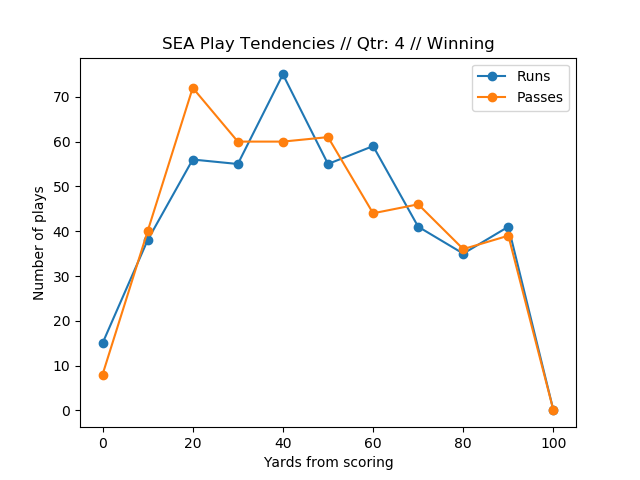 SEA Play Tendencies // Qtr: 4 // Winning
Runs
Passes
Number of plays
70
60
50
40
30
20
10
0
0 20 40 60 80 100
Yards from scoring